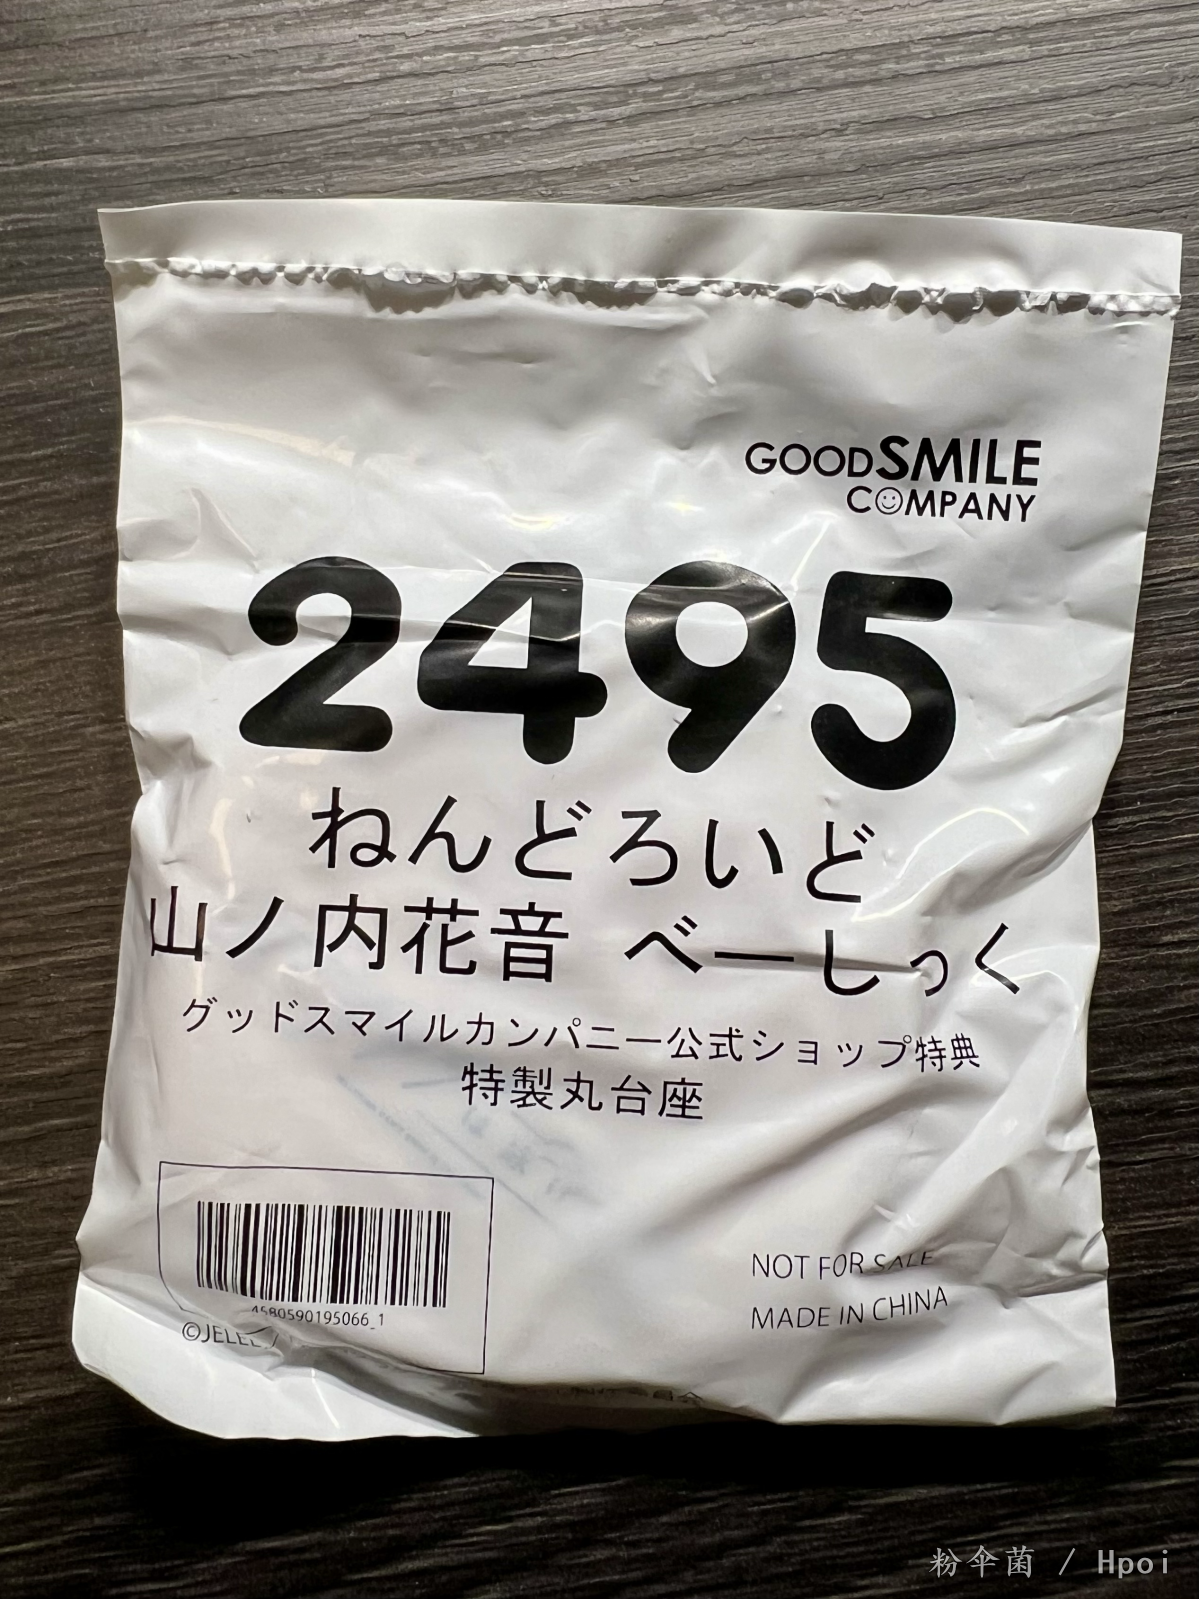 GOODSMILE
COMPANY
2495
ねんどろいど
山ノ内花音 べーしっく
グッドスマイルカンパニー公式ショップ特典
特製丸台座
4580590195066_1
NOT FOR SALE
MADE IN CHINA
粉伞菌 / Hpoi